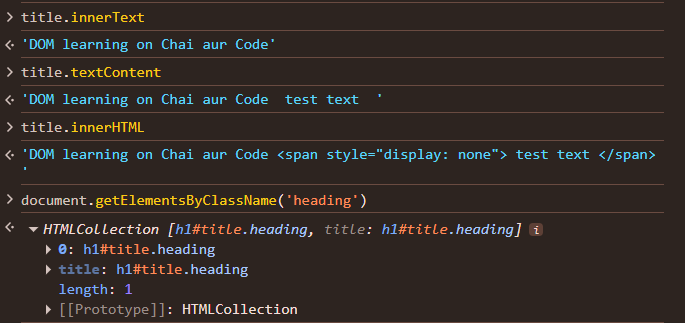 title.innerText
'DOM learning on Chai aur Code'
title.textContent
'DOM learning on Chai aur Code  test text  '
title.innerHTML
'DOM learning on Chai aur Code <span style="display: none"> test text </span>
'
document.getElementsByClassName('heading')
HTMLCollection [h1#title.heading, title: h1#title.heading] i
0: h1#title.heading
title: h1#title.heading
length: 1
[[Prototype]]: HTMLCollection